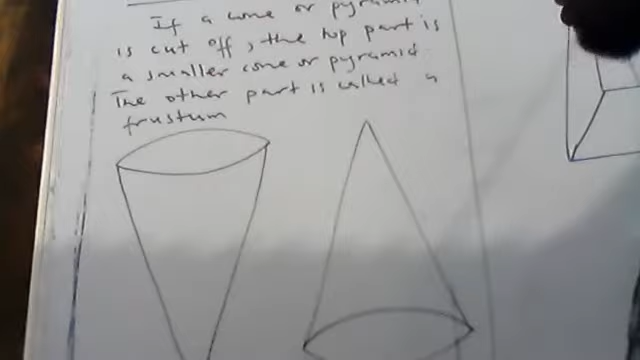 If a cone or pyramid
is cut off, the top part is
a smaller cone or pyramid
The other part is called a
frustum